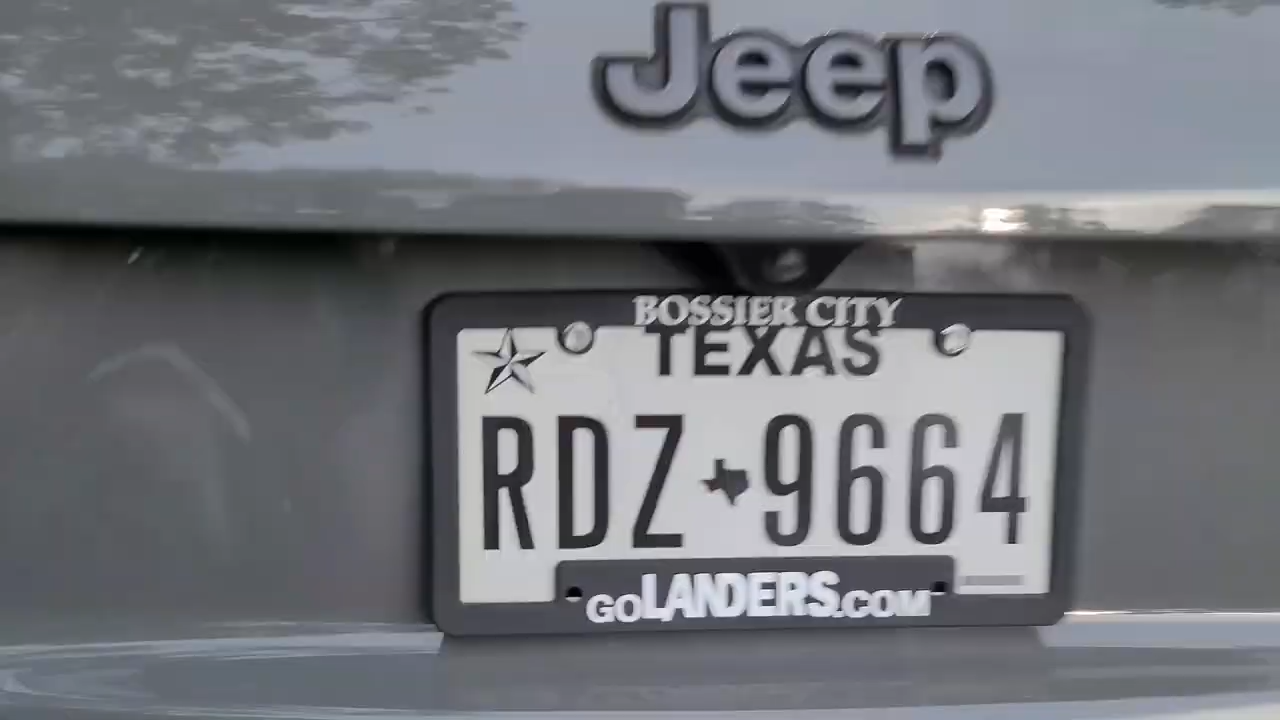 Jeep
BOSSIER CITY
TEXAS
RDZ 9664
GOLANDERS.COM